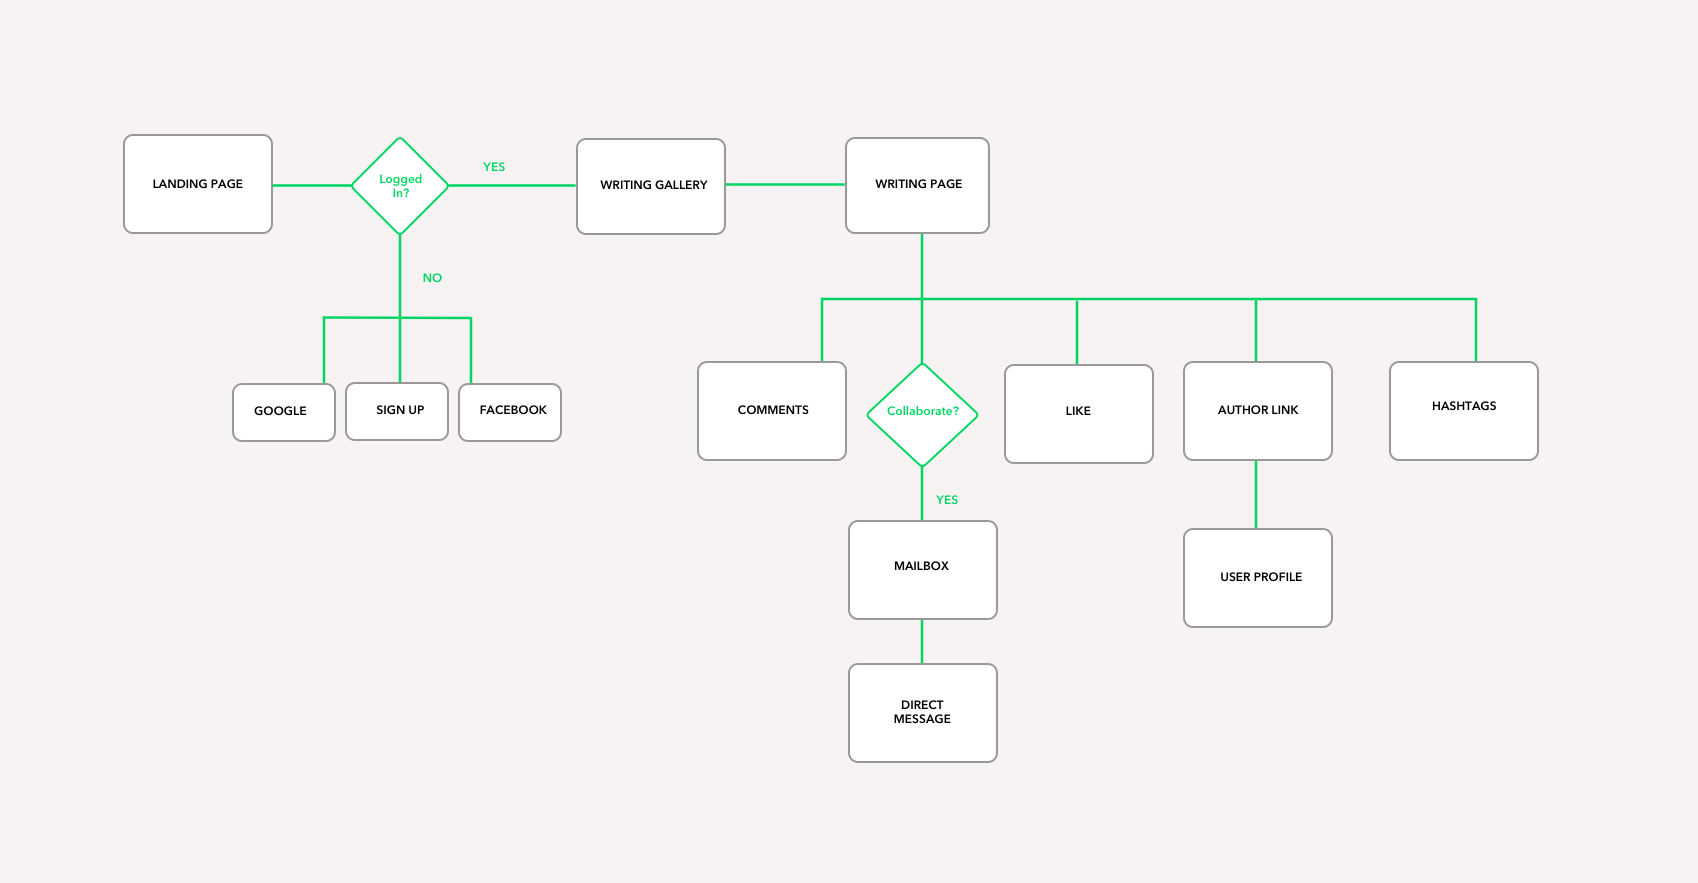 LANDING PAGE
Logged
In?
YES
WRITING GALLERY
WRITING PAGE
NO
GOOGLE
SIGN UP
FACEBOOK
COMMENTS
Collaborate?
LIKE
AUTHOR LINK
HASHTAGS
YES
MAILBOX
USER PROFILE
DIRECT
MESSAGE